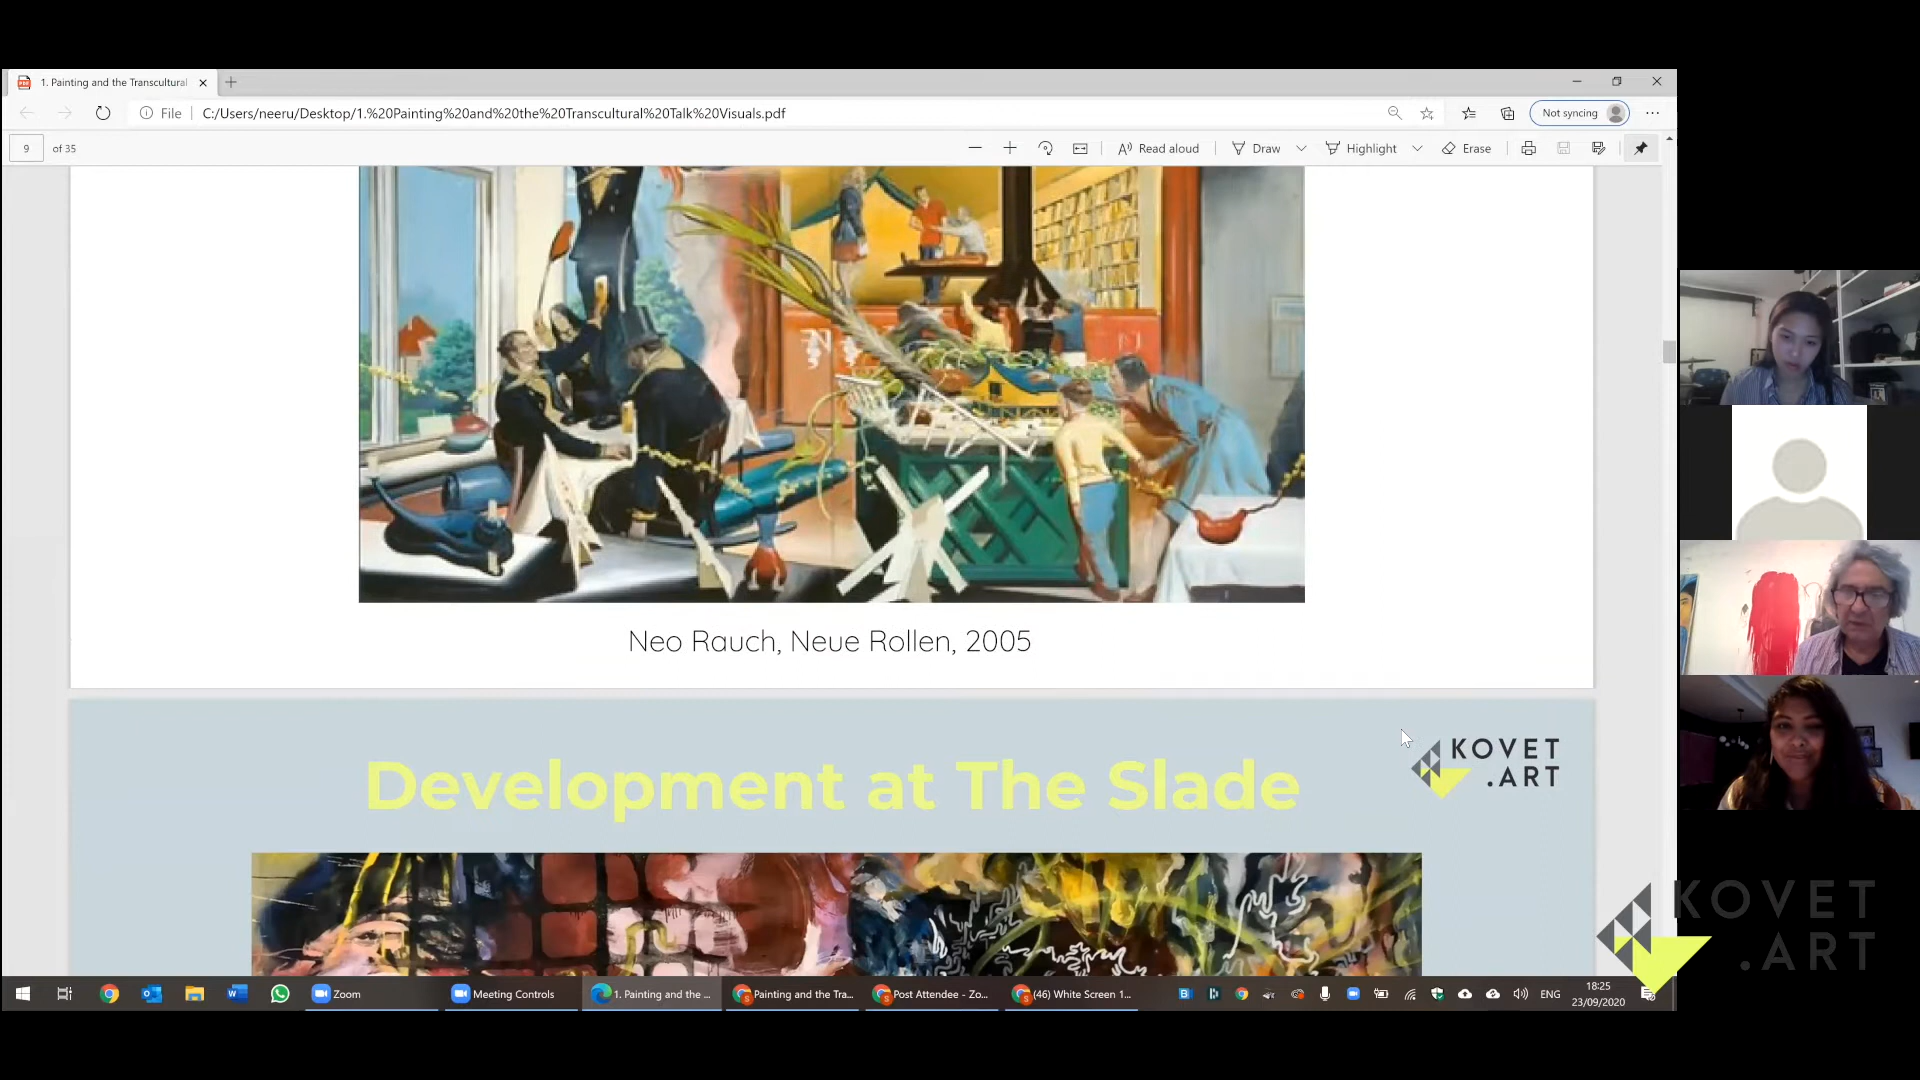 1. Painting and the Transcultural
File
C:/Users/neeru/Desktop/1.%20Painting%20and%20the%20Transcultural%20Talk%20Visuals.pdf
Not syncing
9 of 35
Read aloud
Draw
Highlight
Erase
Neo Rauch, Neue Rollen, 2005
Development at The Slade
KOVET
.ART
KOVET
.ART
Zoom
Meeting Controls
1. Painting and the ...
Painting and the Tra...
Post Attendee - Zo...
(46) White Screen 1...
ENG
18:25
23/09/2020